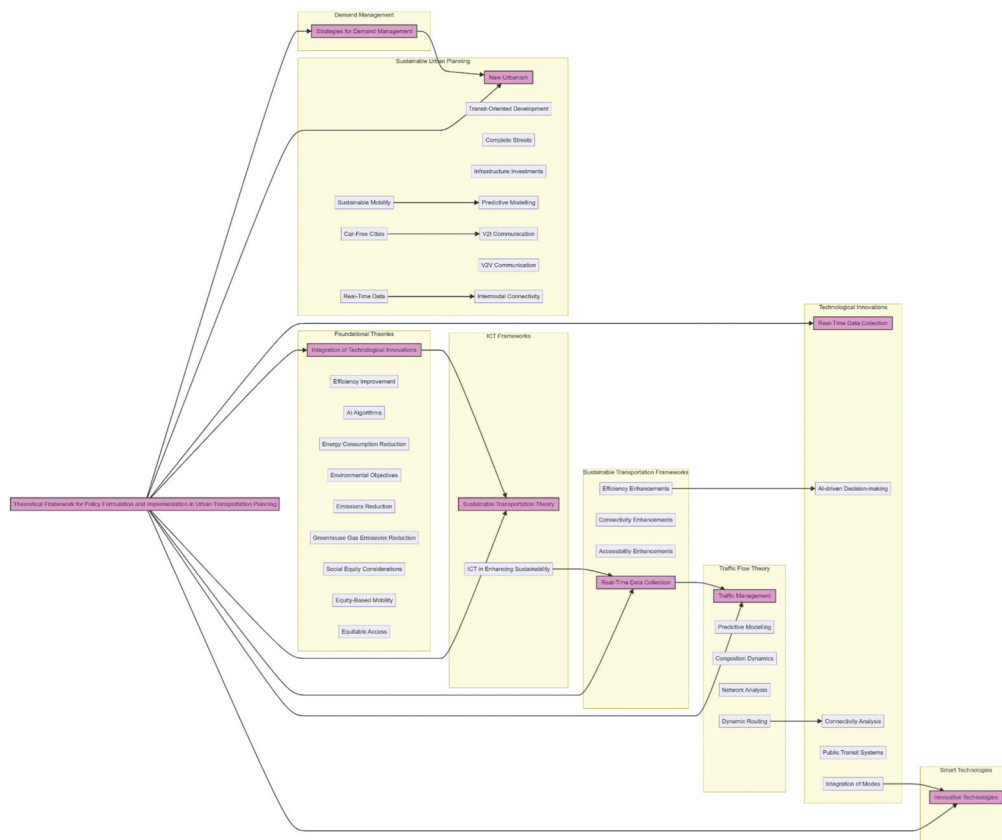 Demand Management
Strategies for Demand Management
Sustainable Urban Planning
New Urbanism
Transit-Oriented Development
Complete Streets
Infrastructure Investments
Sustainable Mobility
Predictive Modelling
Car-Free Cities
V2I Communication
V2V Communication
Real-Time Data
Intermodal Connectivity
Theoretical Framework for Policy Formulation and Implementation in Urban Transportation Planning
Foundational Theories
Integration of Technological Innovations
Efficiency Improvement
AI Algorithms
Energy Consumption Reduction
Environmental Objectives
Emissions Reduction
Greenhouse Gas Emissions Reduction
Social Equity Considerations
Equity-Based Mobility
Equitable Access
ICT Frameworks
Sustainable Transportation Theory
ICT in Enhancing Sustainability
Sustainable Transportation Frameworks
Efficiency Enhancements
Connectivity Enhancements
Accessibility Enhancements
Real-Time Data Collection
Traffic Flow Theory
Traffic Management
Predictive Modelling
Congestion Dynamics
Network Analysis
Dynamic Routing
Technological Innovations
Real-Time Data Collection
AI-driven Decision-making
Connectivity Analysis
Public Transit Systems
Integration of Modes
Smart Technologies
Innovative Technologies